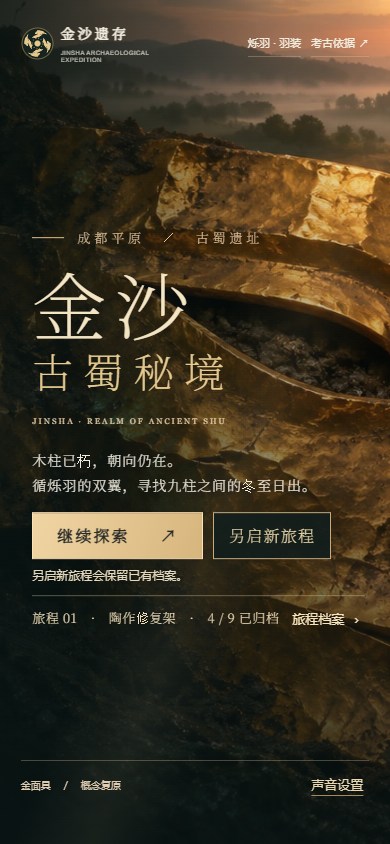 金沙遗存
JINSHA ARCHAEOLOGICAL
EXPEDITION
烁羽 · 羽装 考古依据 ↗
成都平原 / 古蜀遗址
金沙
古蜀秘境
JINSHA · REALM OF ANCIENT SHU
木柱已朽，朝向仍在。
循烁羽的双翼，寻找九柱之间的冬至日出。
继续探索 ↗ 另启新旅程
另启新旅程会保留已有档案。
旅程 01 · 陶作修复架 · 4 / 9 已归档 旅程档案 ›
金面具 / 概念复原 声音设置